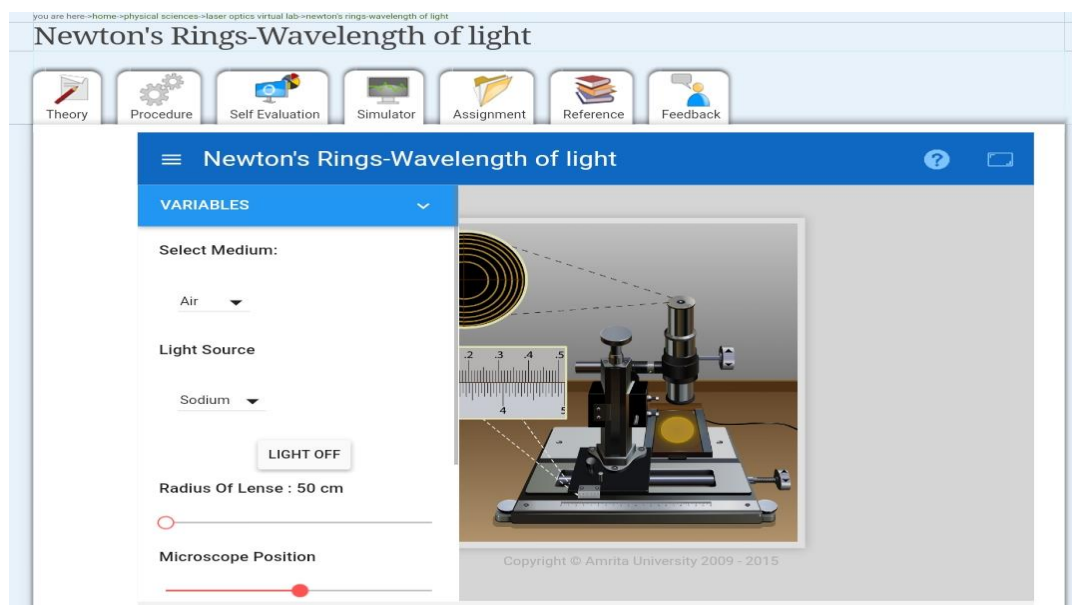 you are here->home->physical sciences->laser optics virtual lab->newton's rings-wavelength of light
Newton's Rings-Wavelength of light
Theory Procedure Self Evaluation Simulator Assignment Reference Feedback
Newton's Rings-Wavelength of light ?
VARIABLES
Select Medium:
Air
Light Source
Sodium
LIGHT OFF
Radius Of Lense : 50 cm
Microscope Position
.2 .3 .4 .5
4 5
Copyright © Amrita University 2009 - 2015